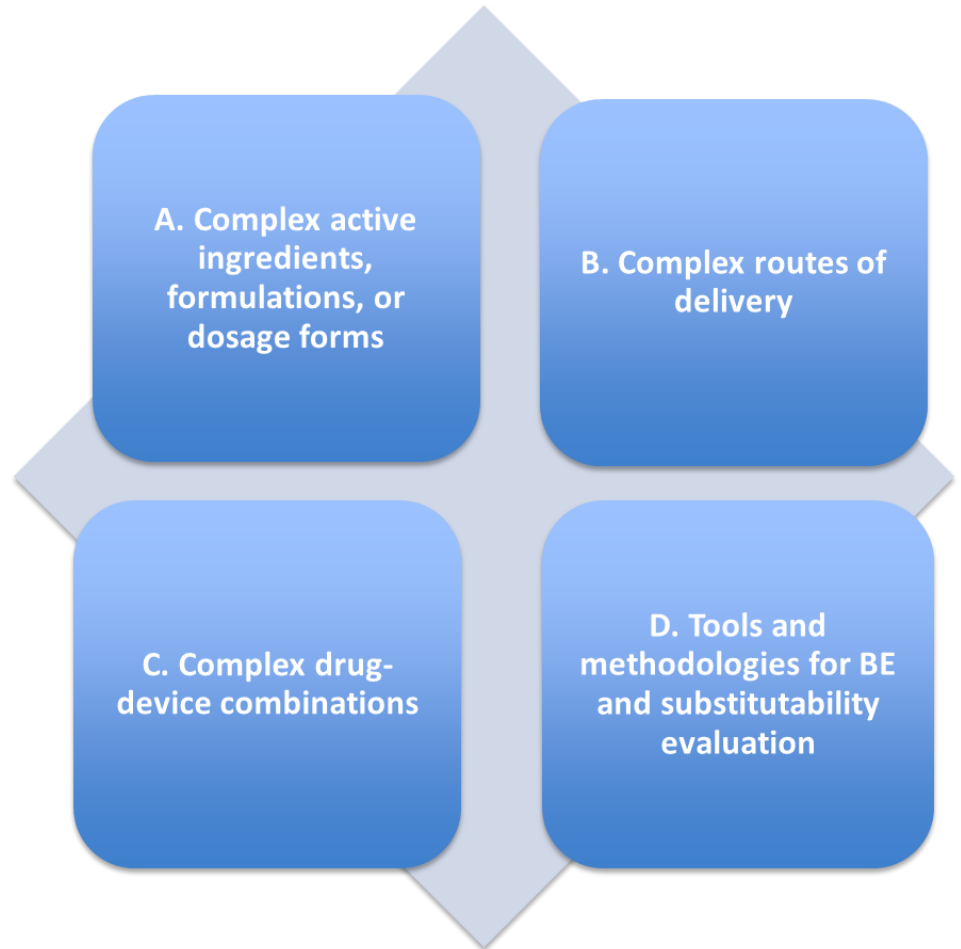 A. Complex active
ingredients,
formulations, or
dosage forms
B. Complex routes of
delivery
C. Complex drug-
device combinations
D. Tools and
methodologies for BE
and substitutability
evaluation